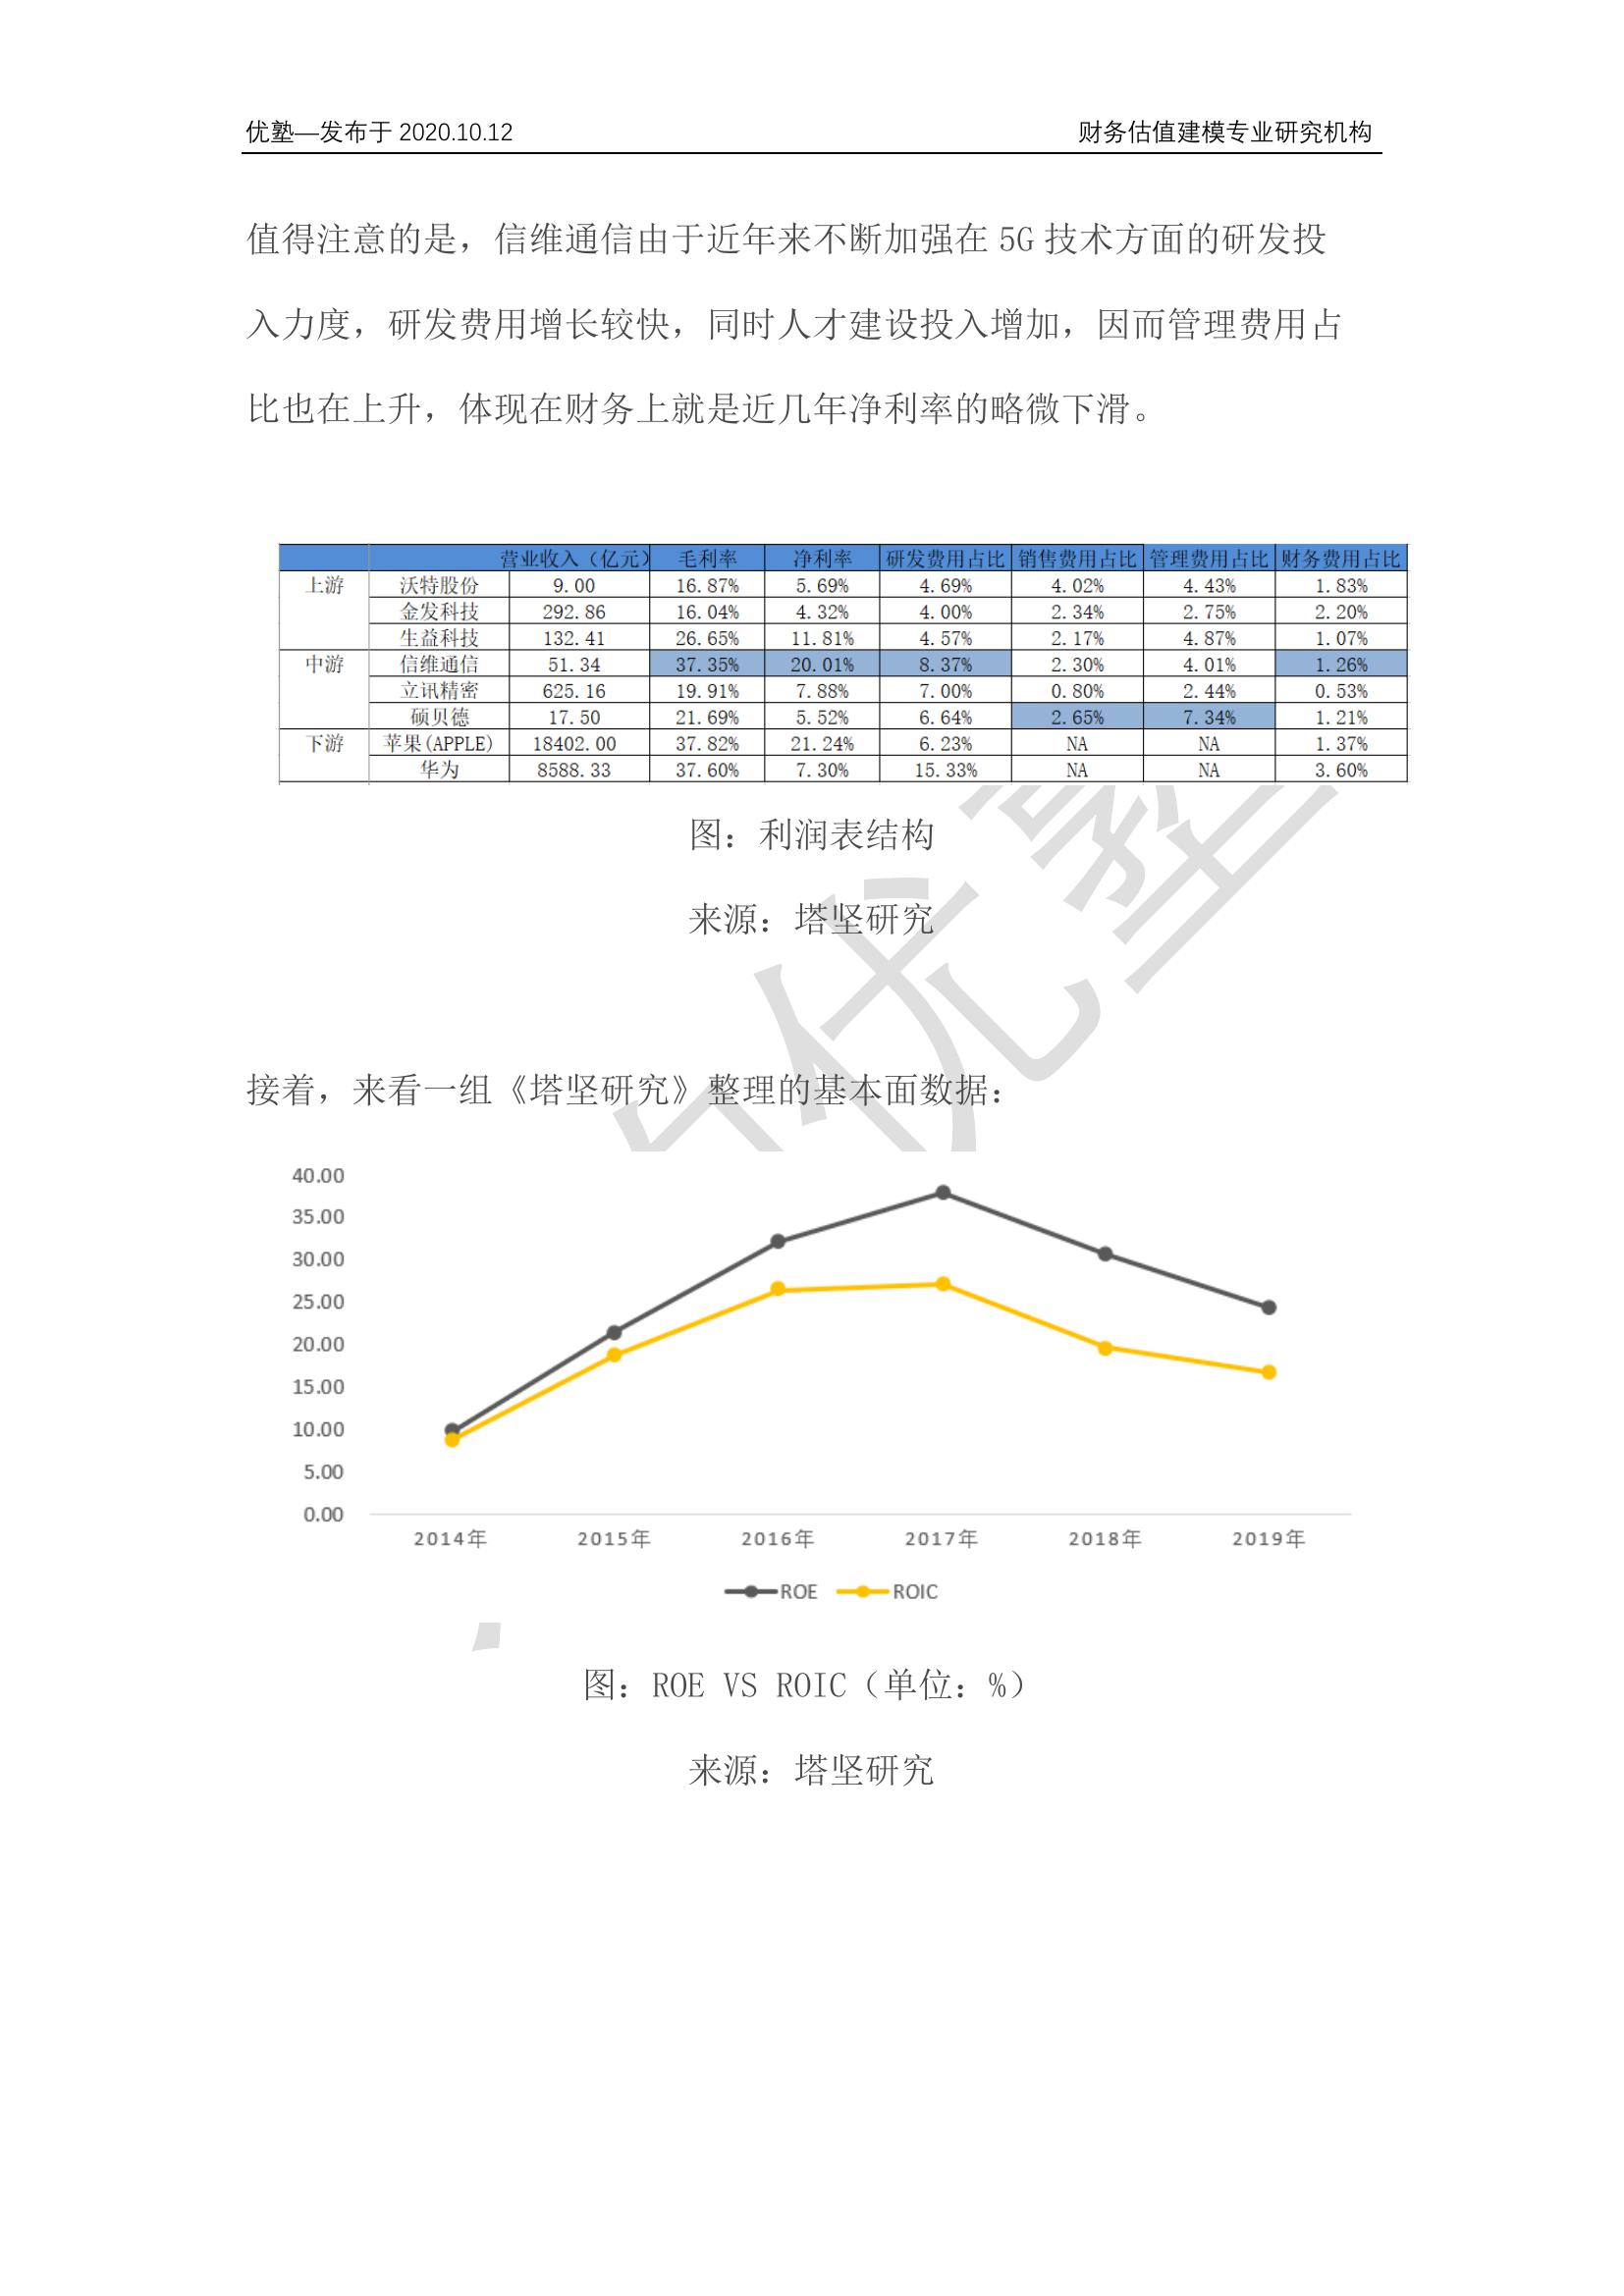 优塾—发布于 2020.10.12 财务估值建模专业研究机构
值得注意的是，信维通信由于近年来不断加强在 5G 技术方面的研发投
入力度，研发费用增长较快，同时人才建设投入增加，因而管理费用占
比也在上升，体现在财务上就是近几年净利率的略微下滑。
营业收入（亿元） 毛利率 净利率 研发费用占比 销售费用占比 管理费用占比 财务费用占比
上游 沃特股份 9.00 16.87% 5.69% 4.69% 4.02% 4.43% 1.83%
金发科技 292.86 16.04% 4.32% 4.00% 2.34% 2.75% 2.20%
生益科技 132.41 26.65% 11.81% 4.57% 2.17% 4.87% 1.07%
中游 信维通信 51.34 37.35% 20.01% 8.37% 2.30% 4.01% 1.26%
立讯精密 625.16 19.91% 7.88% 7.00% 0.80% 2.44% 0.53%
硕贝德 17.50 21.69% 5.52% 6.64% 2.65% 7.34% 1.21%
下游 苹果(APPLE) 18402.00 37.82% 21.24% 6.23% NA NA 1.37%
华为 8588.33 37.60% 7.30% 15.33% NA NA 3.60%
图：利润表结构
来源：塔坚研究
接着，来看一组《塔坚研究》整理的基本面数据：
40.00
35.00
30.00
25.00
20.00
15.00
10.00
5.00
0.00
2014年 2015年 2016年 2017年 2018年 2019年
ROE ROIC
图：ROE VS ROIC（单位：%）
来源：塔坚研究
优塾